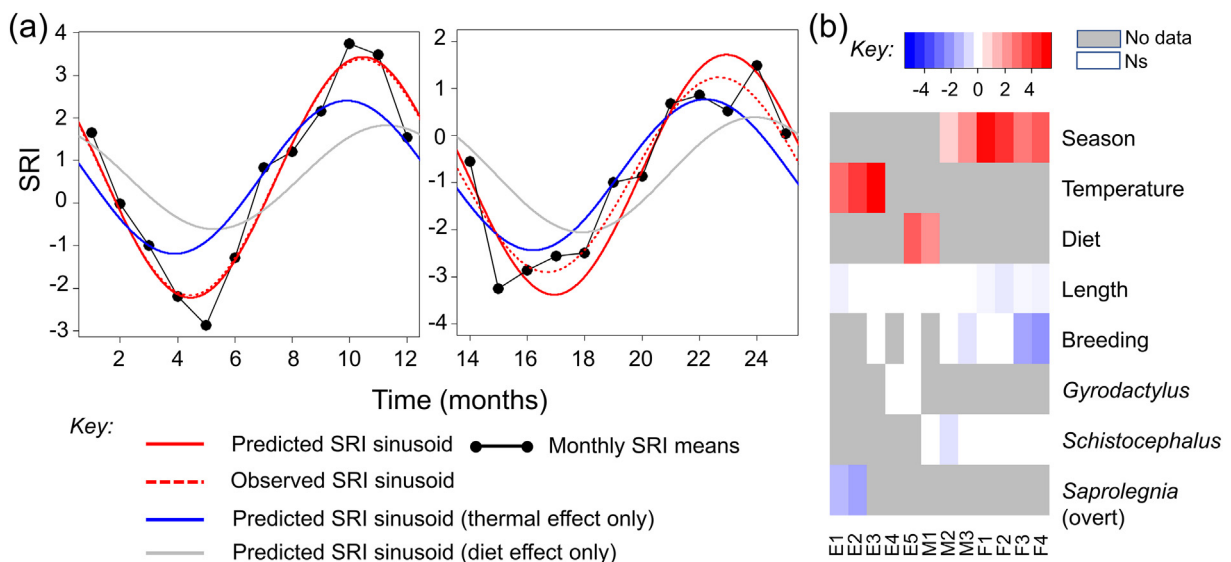 (a)
4
3
2
1
0
-1
-2
-3
SRI
2 4 6 8 10 12
2
1
0
-1
-2
-3
-4
14 16 18 20 22 24
Time (months)
Key:
Predicted SRI sinusoid
Monthly SRI means
Observed SRI sinusoid
Predicted SRI sinusoid (thermal effect only)
Predicted SRI sinusoid (diet effect only)
(b)
Key:
-4 -2 0 2 4
No data
Ns
Season
Temperature
Diet
Length
Breeding
Gyrodactylus
Schistocephalus
Saprolegnia
(overt)
E1 E2 E3 E4 E5 M1 M2 M3 F1 F2 F3 F4